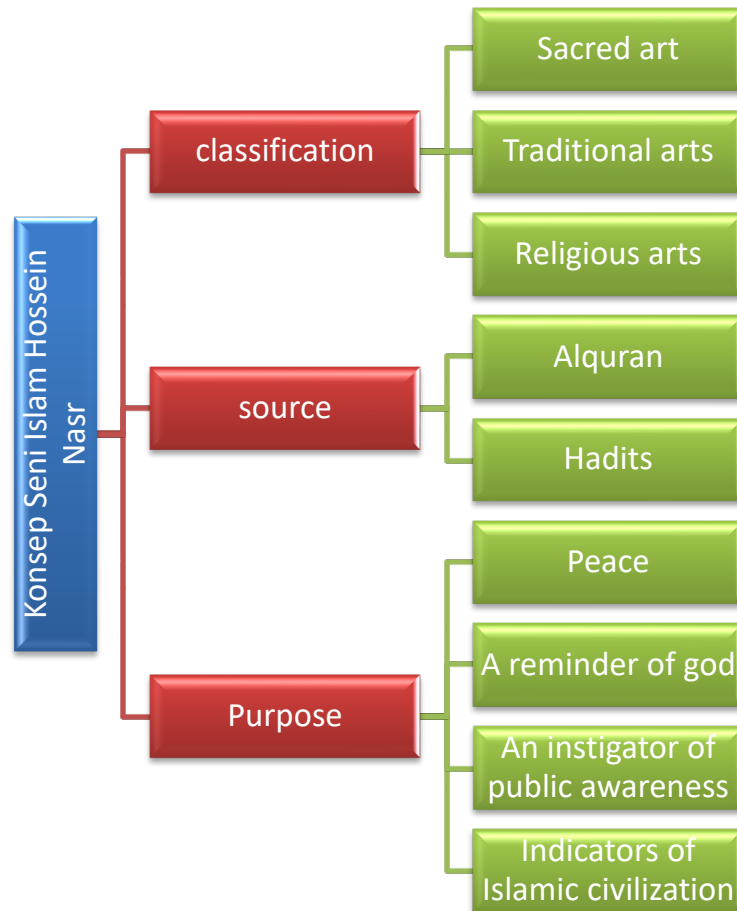 Konsep Seni Islam Hossein
Nasr
classification
Sacred art
Traditional arts
Religious arts
source
Alquran
Hadits
Purpose
Peace
A reminder of god
An instigator of
public awareness
Indicators of
Islamic civilization